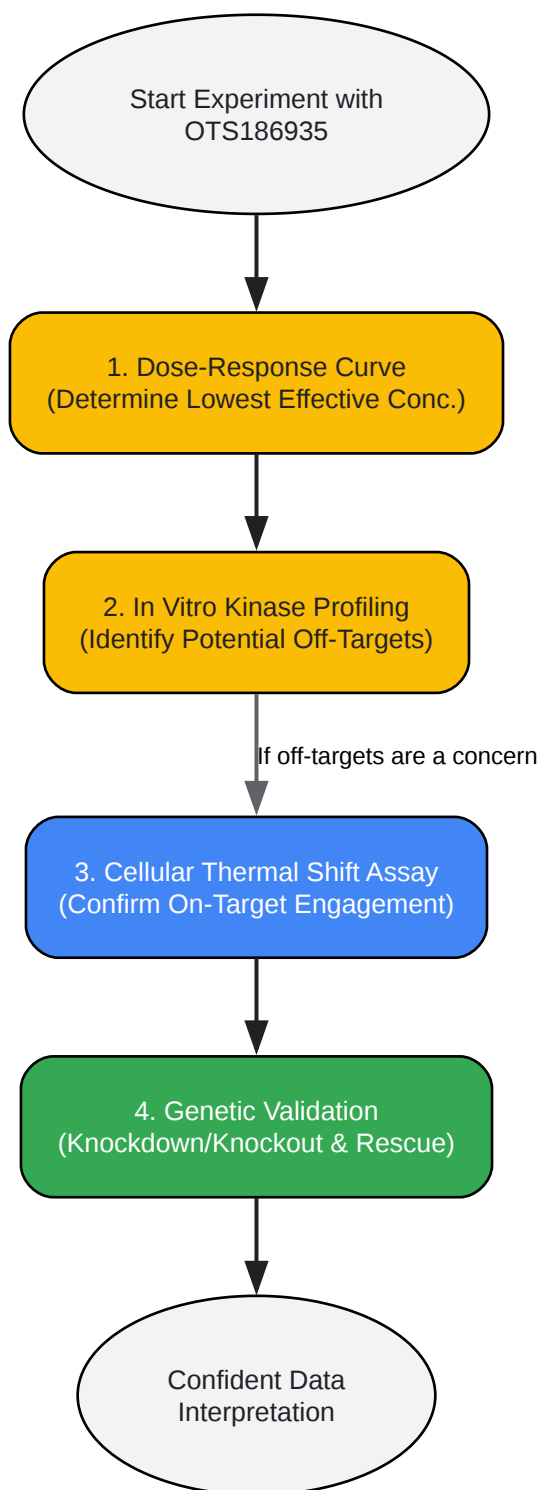 Start Experiment with
OTS186935
1. Dose-Response Curve
(Determine Lowest Effective Conc.)
2. In Vitro Kinase Profiling
(Identify Potential Off-Targets)
If off-targets are a concern
3. Cellular Thermal Shift Assay
(Confirm On-Target Engagement)
4. Genetic Validation
(Knockdown/Knockout & Rescue)
Confident Data
Interpretation